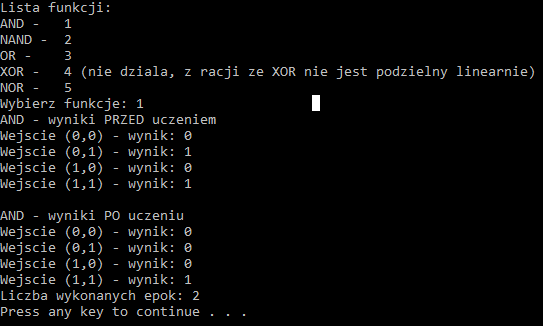 Lista funkcji:
AND -   1
NAND -  2
OR -    3
XOR -   4 (nie dziala, z racji ze XOR nie jest podzielny linearnie)
NOR -   5
Wybierz funkcje: 1
AND - wyniki PRZED uczeniem
Wejscie (0,0) - wynik: 0
Wejscie (0,1) - wynik: 1
Wejscie (1,0) - wynik: 0
Wejscie (1,1) - wynik: 1
AND - wyniki PO uczeniu
Wejscie (0,0) - wynik: 0
Wejscie (0,1) - wynik: 0
Wejscie (1,0) - wynik: 0
Wejscie (1,1) - wynik: 1
Liczba wykonanych epok: 2
Press any key to continue . . .